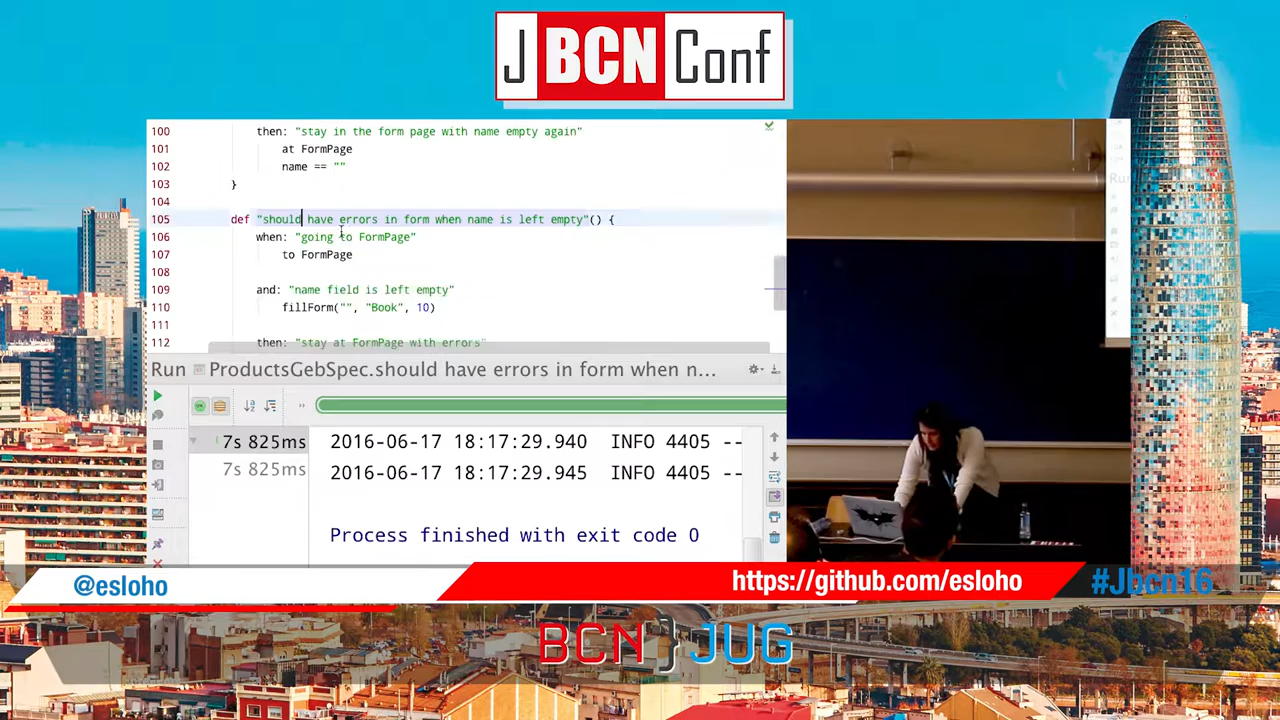 J BCN Conf
100 then: "stay in the form page with name empty again"
101 at FormPage
102 name == ""
103 }
104
105 def "should have errors in form when name is left empty"() {
106 when: "going to FormPage"
107 to FormPage
108
109 and: "name field is left empty"
110 fillForm("", "Book", 10)
111
112 then: "stay at FormPage with errors"
Run ProductsGebSpec.should have errors in form when n...
7s 825ms 2016-06-17 18:17:29.940 INFO 4405 --
7s 825ms 2016-06-17 18:17:29.945 INFO 4405 --
Process finished with exit code 0
@esloho
https://github.com/esloho
#Jbcn16
BCN JUG